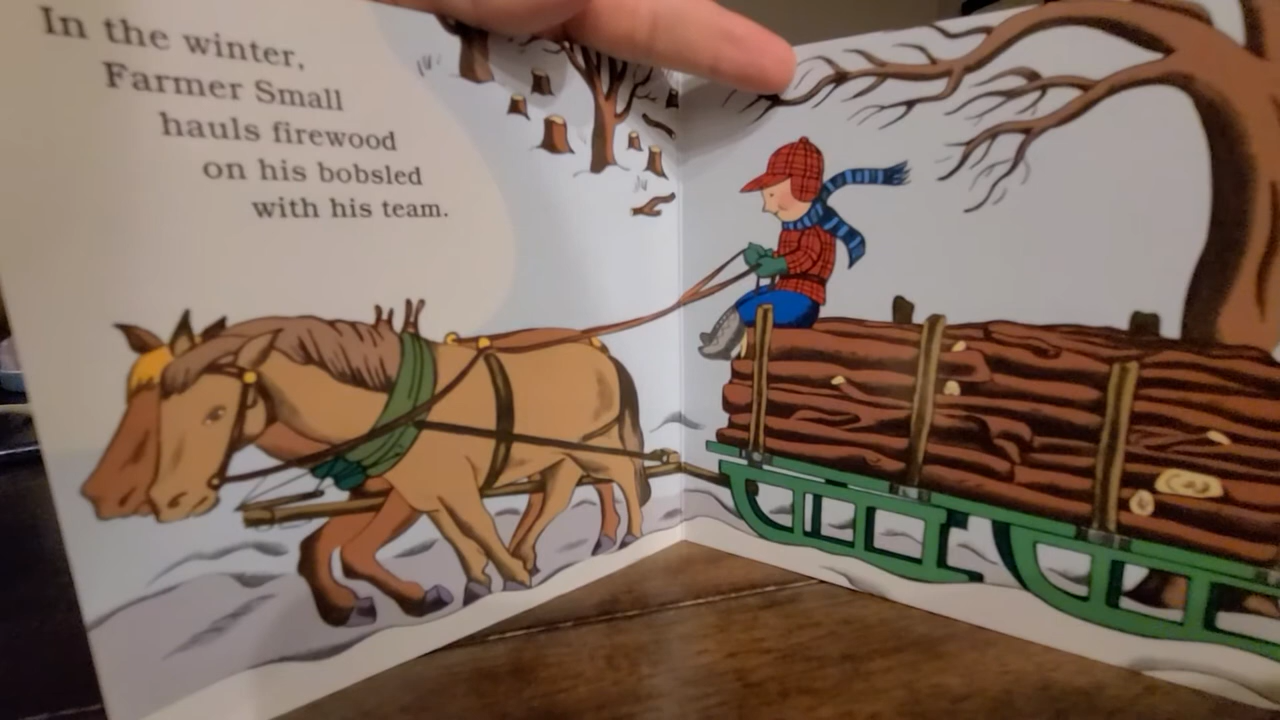 In the winter,
Farmer Small
hauls firewood
on his bobsled
with his team.